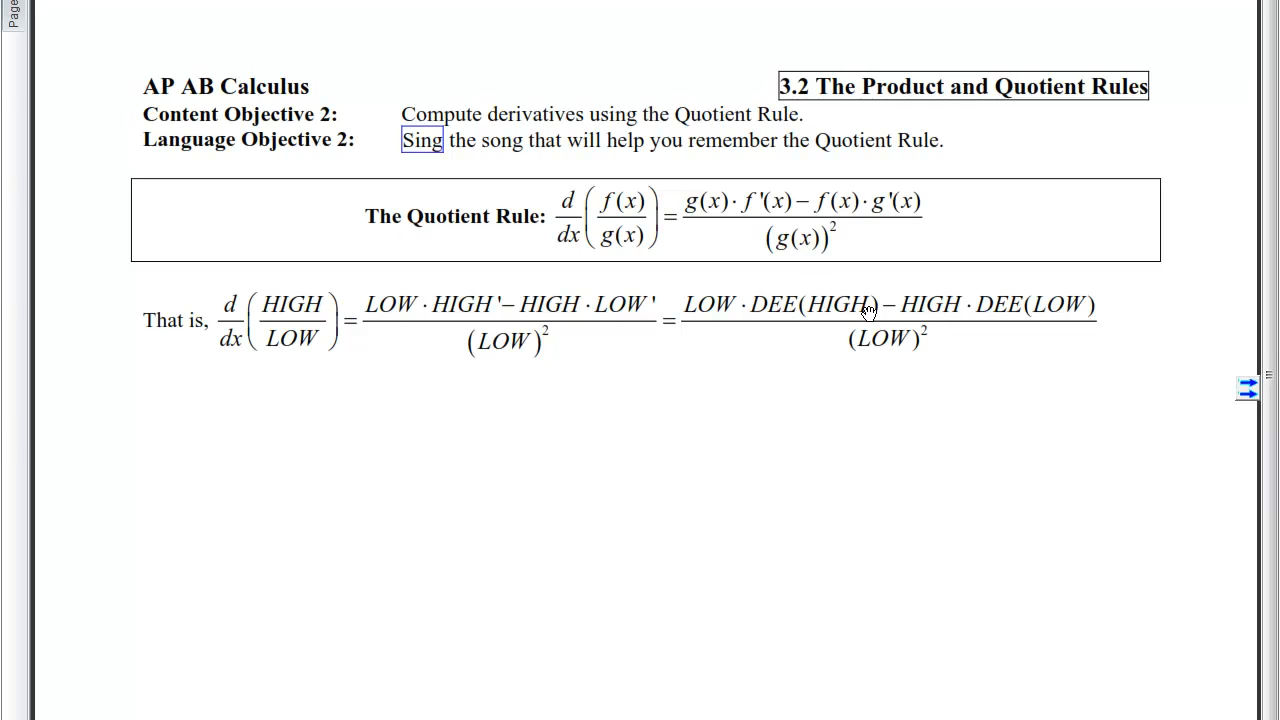 Page
AP AB Calculus 3.2 The Product and Quotient Rules
Content Objective 2: Compute derivatives using the Quotient Rule.
Language Objective 2: Sing the song that will help you remember the Quotient Rule.
The Quotient Rule: d/dx ( f(x) / g(x) ) = g(x) · f '(x) − f(x) · g '(x) / (g(x))²
That is, d/dx ( HIGH / LOW ) = LOW · HIGH ' − HIGH · LOW ' / (LOW)² = LOW · DEE(HIGH) − HIGH · DEE(LOW) / (LOW)²